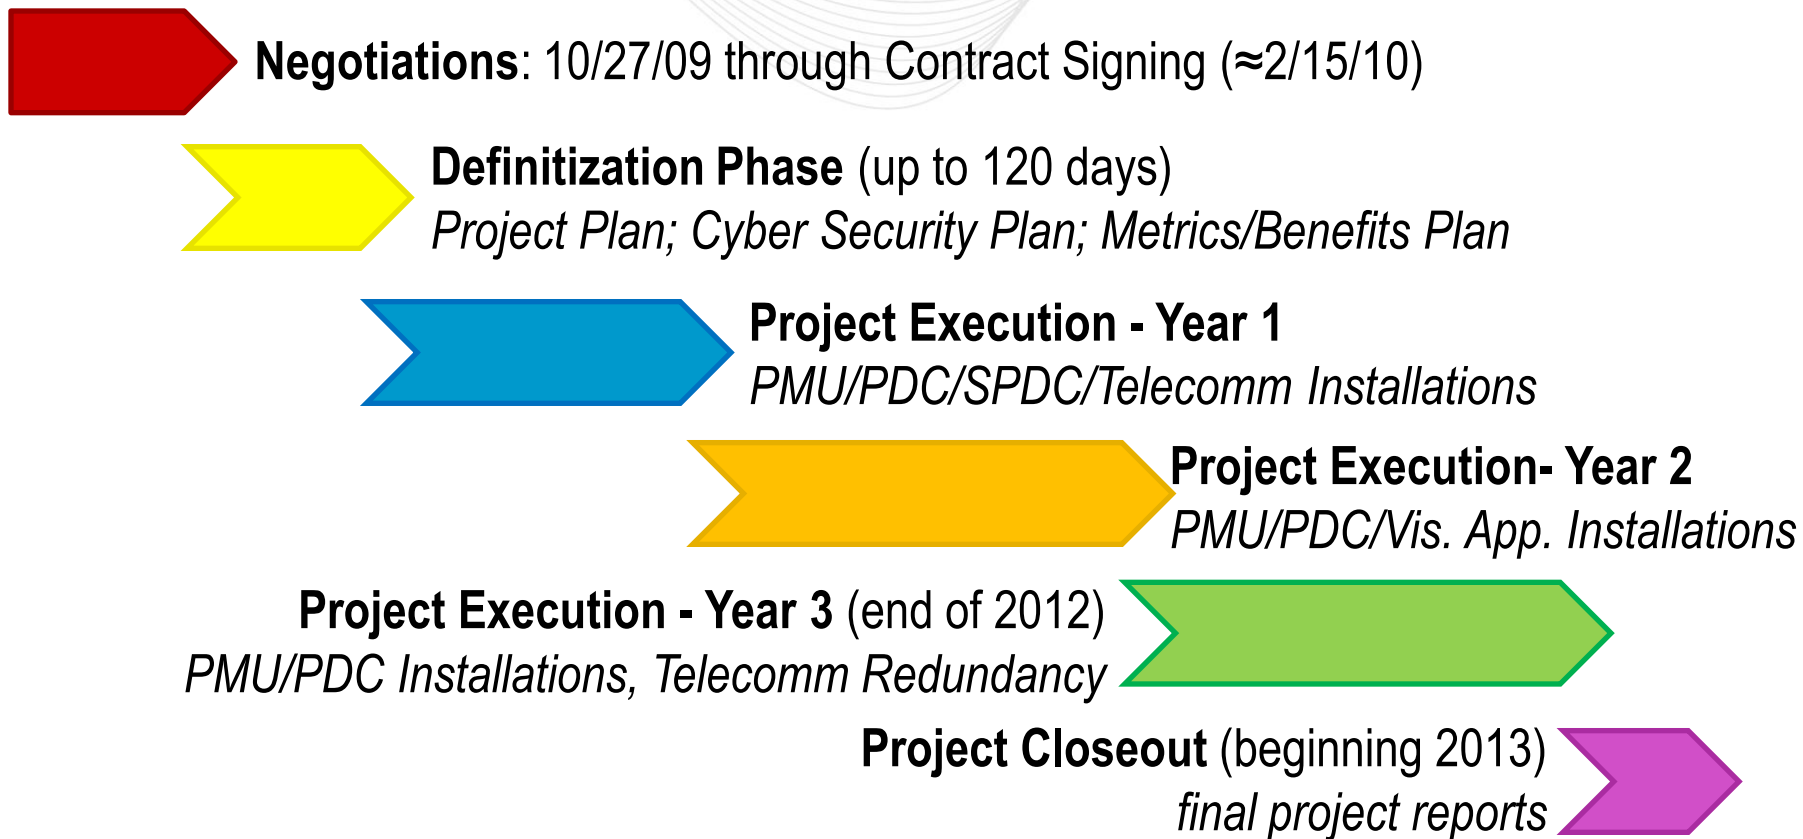 Negotiations: 10/27/09 through Contract Signing (≈2/15/10)
Definitization Phase (up to 120 days)
Project Plan; Cyber Security Plan; Metrics/Benefits Plan
Project Execution - Year 1
PMU/PDC/SPDC/Telecomm Installations
Project Execution- Year 2
PMU/PDC/Vis. App. Installations
Project Execution - Year 3 (end of 2012)
PMU/PDC Installations, Telecomm Redundancy
Project Closeout (beginning 2013)
final project reports